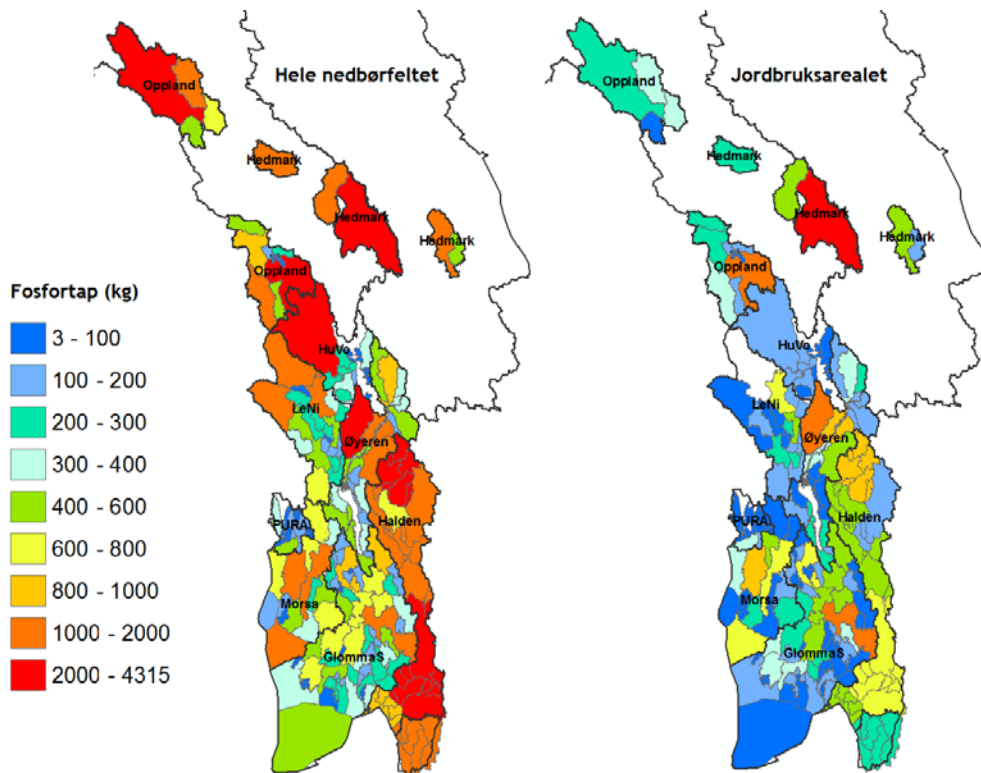 Hele nedbørfeltet
Oppland
Hedmark
Hedmark
Hedmark
Oppland
HuVo
LeNi
Øyeren
PURA
Halden
Morsa
GlommaS
Jordbruksarealet
Oppland
Hedmark
Hedmark
Hedmark
Oppland
HuVo
LeNi
Øyeren
PURA
Halden
Morsa
GlommaS
Fosfortap (kg)
3 - 100
100 - 200
200 - 300
300 - 400
400 - 600
600 - 800
800 - 1000
1000 - 2000
2000 - 4315